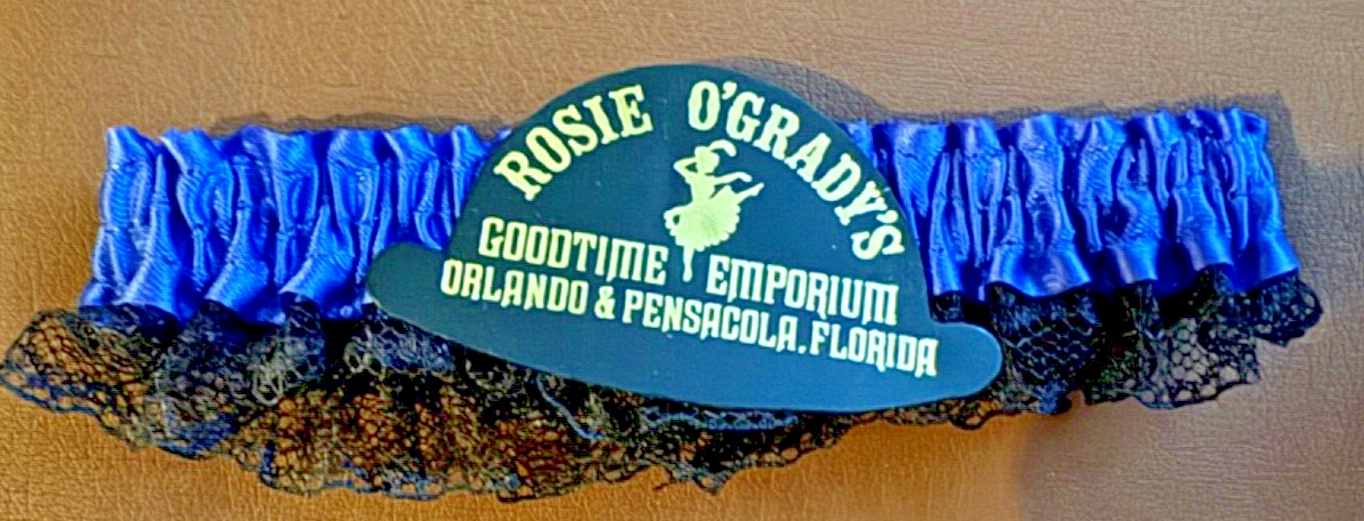 ROSIE O'GRADY'S
GOODTIME EMPORIUM
ORLANDO & PENSACOLA, FLORIDA